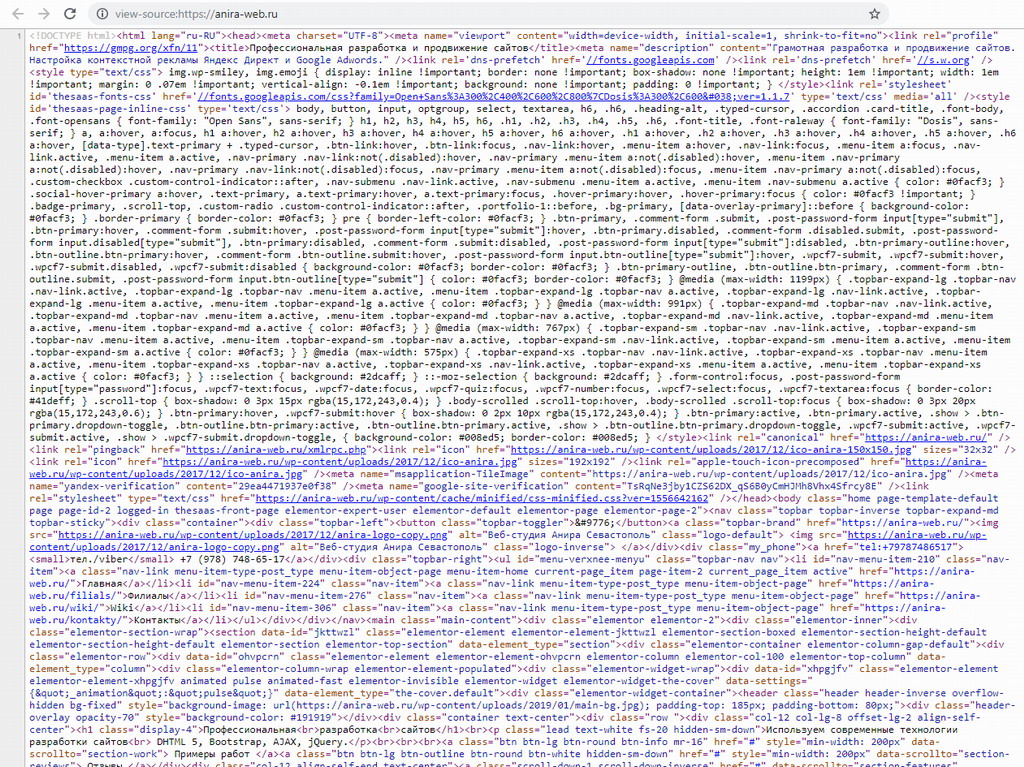 view-source:https://anira-web.ru
1
<!DOCTYPE html><html lang="ru-RU"><head><meta charset="UTF-8"><meta name="viewport" content="width=device-width, initial-scale=1, shrink-to-fit=no"><link rel="profile"
href="https://gmpg.org/xfn/11"><title>Профессиональная разработка и продвижение сайтов</title><meta name="description" content="Грамотная разработка и продвижение сайтов.
Настройка контекстной рекламы Яндекс Директ и Google Adwords." /><link rel='dns-prefetch' href='//fonts.googleapis.com' /><link rel='dns-prefetch' href='//s.w.org' />
<style type="text/css"> img.wp-smiley, img.emoji { display: inline !important; border: none !important; box-shadow: none !important; height: 1em !important; width: 1em
!important; margin: 0 .07em !important; vertical-align: -0.1em !important; background: none !important; padding: 0 !important; } </style><link rel='stylesheet'
id='thesaas-fonts-css' href='//fonts.googleapis.com/css?family=Open+Sans%3A300%2C400%2C600%2C800%7CDosis%3A300%2C600&#038;ver=1.1.7' type='text/css' media='all' /><style
id='thesaas-page-inline-css' type='text/css'> body, button, input, optgroup, select, textarea, h6, .h6, .heading-alt, .typed-cursor, .accordion .card-title, .font-body,
.font-opensans { font-family: "Open Sans", sans-serif; } h1, h2, h3, h4, h5, h6, .h1, .h2, .h3, .h4, .h5, .h6, .font-title, .font-raleway { font-family: "Dosis", sans-
serif; } a, a:hover, a:focus, h1 a:hover, h2 a:hover, h3 a:hover, h4 a:hover, h5 a:hover, h6 a:hover, .h1 a:hover, .h2 a:hover, .h3 a:hover, .h4 a:hover, .h5 a:hover, .h6
a:hover, [data-type].text-primary + .typed-cursor, .btn-link:hover, .btn-link:focus, .nav-link:hover, .menu-item a:hover, .nav-link:focus, .menu-item a:focus, .nav-
link.active, .menu-item a.active, .nav-primary .nav-link:not(.disabled):hover, .nav-primary .menu-item a:not(.disabled):hover, .menu-item .nav-primary
a:not(.disabled):hover, .nav-primary .nav-link:not(.disabled):focus, .nav-primary .menu-item a:not(.disabled):focus, .menu-item .nav-primary a:not(.disabled):focus,
.custom-checkbox .custom-control-indicator::after, .nav-submenu .nav-link.active, .nav-submenu .menu-item a.active, .menu-item .nav-submenu a.active { color: #0facf3; }
.social-hover-primary a:hover, .text-primary, a.text-primary:hover, a.text-primary:focus, .hover-primary:hover, .hover-primary:focus { color: #0facf3 !important; }
.badge-primary, .scroll-top, .custom-radio .custom-control-indicator::after, .portfolio-1::before, .bg-primary, [data-overlay-primary]::before { background-color:
#0facf3; } .border-primary { border-color: #0facf3; } pre { border-left-color: #0facf3; } .btn-primary, .comment-form .submit, .post-password-form input[type="submit"],
.btn-primary:hover, .comment-form .submit:hover, .post-password-form input[type="submit"]:hover, .btn-primary.disabled, .comment-form .disabled.submit, .post-password-
form input.disabled[type="submit"], .btn-primary:disabled, .comment-form .submit:disabled, .post-password-form input[type="submit"]:disabled, .btn-primary-outline:hover,
.btn-outline.btn-primary:hover, .comment-form .btn-outline.submit:hover, .post-password-form input.btn-outline[type="submit"]:hover, .wpcf7-submit, .wpcf7-submit:hover,
.wpcf7-submit.disabled, .wpcf7-submit:disabled { background-color: #0facf3; border-color: #0facf3; } .btn-primary-outline, .btn-outline.btn-primary, .comment-form .btn-
outline.submit, .post-password-form input.btn-outline[type="submit"] { color: #0facf3; border-color: #0facf3; } @media (max-width: 1199px) { .topbar-expand-lg .topbar-nav
.nav-link.active, .topbar-expand-lg .topbar-nav .menu-item a.active, .menu-item .topbar-expand-lg .topbar-nav a.active, .topbar-expand-lg .nav-link.active, .topbar-
expand-lg .menu-item a.active, .menu-item .topbar-expand-lg a.active { color: #0facf3; } } @media (max-width: 991px) { .topbar-expand-md .topbar-nav .nav-link.active,
.topbar-expand-md .topbar-nav .menu-item a.active, .menu-item .topbar-expand-md .topbar-nav a.active, .topbar-expand-md .nav-link.active, .topbar-expand-md .menu-item
a.active, .menu-item .topbar-expand-md a.active { color: #0facf3; } } @media (max-width: 767px) { .topbar-expand-sm .topbar-nav .nav-link.active, .topbar-expand-sm
.topbar-nav .menu-item a.active, .menu-item .topbar-expand-sm .topbar-nav a.active, .topbar-expand-sm .nav-link.active, .topbar-expand-sm .menu-item a.active, .menu-item
.topbar-expand-sm a.active { color: #0facf3; } } @media (max-width: 575px) { .topbar-expand-xs .topbar-nav .nav-link.active, .topbar-expand-xs .topbar-nav .menu-item
a.active, .menu-item .topbar-expand-xs .topbar-nav a.active, .topbar-expand-xs .nav-link.active, .topbar-expand-xs .menu-item a.active, .menu-item .topbar-expand-xs
a.active { color: #0facf3; } } ::selection { background: #2dcaff; } ::-moz-selection { background: #2dcaff; } .form-control:focus, .post-password-form
input[type="password"]:focus, .wpcf7-text:focus, .wpcf7-date:focus, .wpcf7-quiz:focus, .wpcf7-number:focus, .wpcf7-select:focus, .wpcf7-textarea:focus { border-color:
#41deff; } .scroll-top { box-shadow: 0 3px 15px rgba(15,172,243,0.4); } .body-scrolled .scroll-top:hover, .body-scrolled .scroll-top:focus { box-shadow: 0 3px 20px
rgba(15,172,243,0.6); } .btn-primary:hover, .wpcf7-submit:hover { box-shadow: 0 2px 10px rgba(15,172,243,0.4); } .btn-primary:active, .btn-primary.active, .show > .btn-
primary.dropdown-toggle, .btn-outline.btn-primary:active, .btn-outline.btn-primary.active, .show > .btn-outline.btn-primary.dropdown-toggle, .wpcf7-submit:active, .wpcf7-
submit.active, .show > .wpcf7-submit.dropdown-toggle, { background-color: #008ed5; border-color: #008ed5; } </style><link rel="canonical" href="https://anira-web.ru/" />
<link rel="pingback" href="https://anira-web.ru/xmlrpc.php"><link rel="icon" href="https://anira-web.ru/wp-content/uploads/2017/12/ico-anira-150x150.jpg" sizes="32x32" />
<link rel="icon" href="https://anira-web.ru/wp-content/uploads/2017/12/ico-anira.jpg" sizes="192x192" /><link rel="apple-touch-icon-precomposed" href="https://anira-
web.ru/wp-content/uploads/2017/12/ico-anira.jpg" /><meta name="msapplication-TileImage" content="https://anira-web.ru/wp-content/uploads/2017/12/ico-anira.jpg" /><meta
name="yandex-verification" content="29ea4471937e0f38" /><meta name="google-site-verification" content="TsRqNe3jby1CZS62DX_qS6B0yCmHJMh8Vhx4Sfrcy8E" /><link
rel="stylesheet" type="text/css" href="https://anira-web.ru/wp-content/cache/minified/css-minified.css?ver=1556642162" /></head><body class="home page-template-default
page page-id-2 logged-in thesaas-front-page elementor-expert-user elementor-default elementor-page elementor-page-2"><nav class="topbar topbar-inverse topbar-expand-md
topbar-sticky"><div class="container"><div class="topbar-left"><button class="topbar-toggler">&#9776;</button><a class="topbar-brand" href="https://anira-web.ru/"><img
src="https://anira-web.ru/wp-content/uploads/2017/12/anira-logo-copy.png" alt="Веб-студия Анира Севастополь" class="logo-default"> <img src="https://anira-web.ru/wp-
content/uploads/2017/12/anira-logo-copy.png" alt="Веб-студия Анира Севастополь" class="logo-inverse"> </a></div><div class="my_phone"><a href="tel:+79787486517">
<small>тел./viber</small> +7 (978) 748-65-17</a></div><div class="topbar-right"><ul id="menu-verxnee-menyu" class="topbar-nav nav"><li id="nav-menu-item-210" class="nav-
item"><a class="nav-link menu-item-type-post_type menu-item-object-page menu-item-home current-page_item page-item-2 current_page_item active" href="https://anira-
web.ru/">Главная</a></li><li id="nav-menu-item-224" class="nav-item"><a class="nav-link menu-item-type-post_type menu-item-object-page" href="https://anira-
web.ru/filials/">Филиалы</a></li><li id="nav-menu-item-276" class="nav-item"><a class="nav-link menu-item-type-post_type menu-item-object-page" href="https://anira-
web.ru/wiki/">Wiki</a></li><li id="nav-menu-item-306" class="nav-item"><a class="nav-link menu-item-type-post_type menu-item-object-page" href="https://anira-
web.ru/kontakty/">Контакты</a></li></ul></div></div></nav><main class="main-content"><div class="elementor elementor-2"><div class="elementor-inner"><div
class="elementor-section-wrap"><section data-id="jkttwzl" class="elementor-element elementor-element-jkttwzl elementor-section-boxed elementor-section-height-default
elementor-section-height-default elementor-section elementor-top-section" data-element_type="section"><div class="elementor-container elementor-column-gap-default"><div
class="elementor-row"><div data-id="ohvpcrn" class="elementor-element elementor-element-ohvpcrn elementor-column elementor-col-100 elementor-top-column" data-
element_type="column"><div class="elementor-column-wrap elementor-element-populated"><div class="elementor-widget-wrap"><div data-id="xhpgjfv" class="elementor-element
elementor-element-xhpgjfv animated pulse animated-fast elementor-invisible elementor-widget elementor-widget-the-cover" data-settings="
{&quot;_animation&quot;:&quot;pulse&quot;}" data-element_type="the-cover.default"><div class="elementor-widget-container"><header class="header header-inverse overflow-
hidden bg-fixed" style="background-image: url(https://anira-web.ru/wp-content/uploads/2019/01/main-bg.jpg); padding-top: 185px; padding-bottom: 80px;"><div class="header-
overlay opacity-70" style="background-color: #191919"></div><div class="container text-center"><div class="row "><div class="col-12 col-lg-8 offset-lg-2 align-self-
center"><h1 class="display-4">Профессиональная<br>разработка<br>сайтов</h1><br><p class="lead text-white fs-20 hidden-sm-down">Используем современные технологии
разработки сайтов<br> DHTML 5, Bootstrap, AJAX, jQuery.</p><br><br><br><a class="btn btn-lg btn-round btn-info mr-16" href="#" style="min-width: 200px" data-
scrollto="section-work"> Примеры работ </a><a class="btn btn-lg btn-outline btn-round btn-white hidden-sm-down" href="#" style="min-width: 200px" data-scrollto="section-
reviews"> Отзывы </a></div><div class="col-12 align-self-end text-center"><a class="scroll-down-1 scroll-down-inverse" href="#" data-scrollto="section-features"